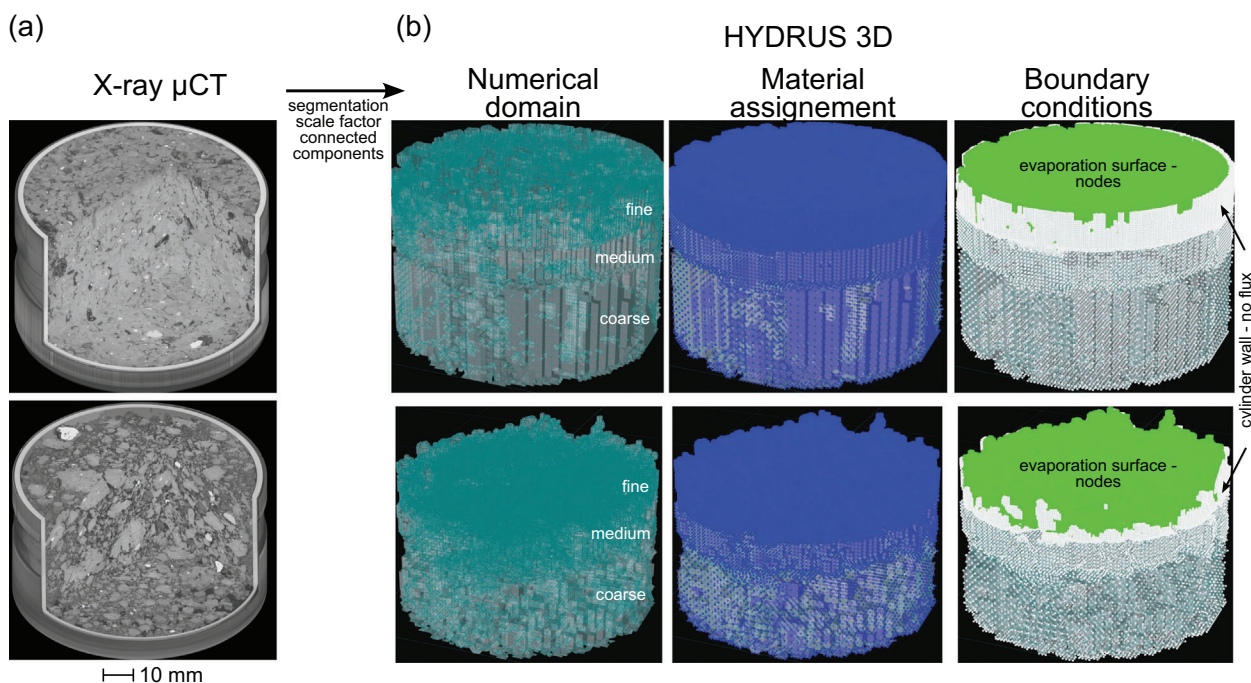 (a)
(b)
HYDRUS 3D
X-ray µCT
segmentation
scale factor
connected
components
Numerical
domain
Material
assignement
Boundary
conditions
fine
medium
coarse
evaporation surface -
nodes
cylinder wall - no flux
fine
medium
coarse
evaporation surface -
nodes
10 mm